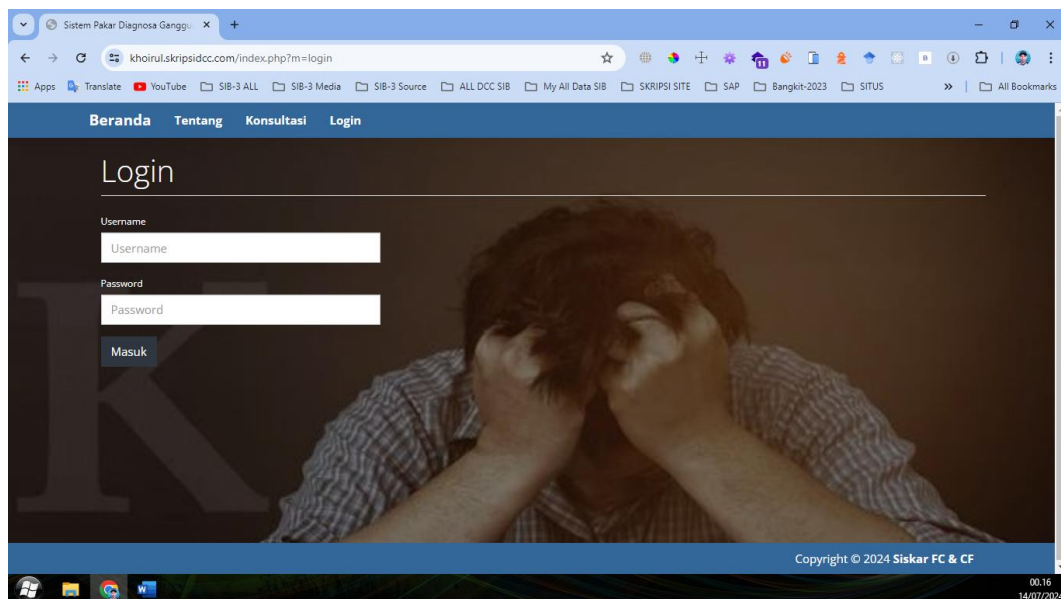 Sistem Pakar Diagnosa Ganggu
khoirul.skripsidcc.com/index.php?m=login
11
Apps Translate YouTube SIB-3 ALL SIB-3 Media SIB-3 Source ALL DCC SIB My All Data SIB SKRIPSI SITE SAP Bangkit-2023 SITUS » All Bookmarks
Beranda Tentang Konsultasi Login
Login
Username
Username
Password
Password
Masuk
K
Copyright © 2024 Siskar FC & CF
00.16
14/07/202